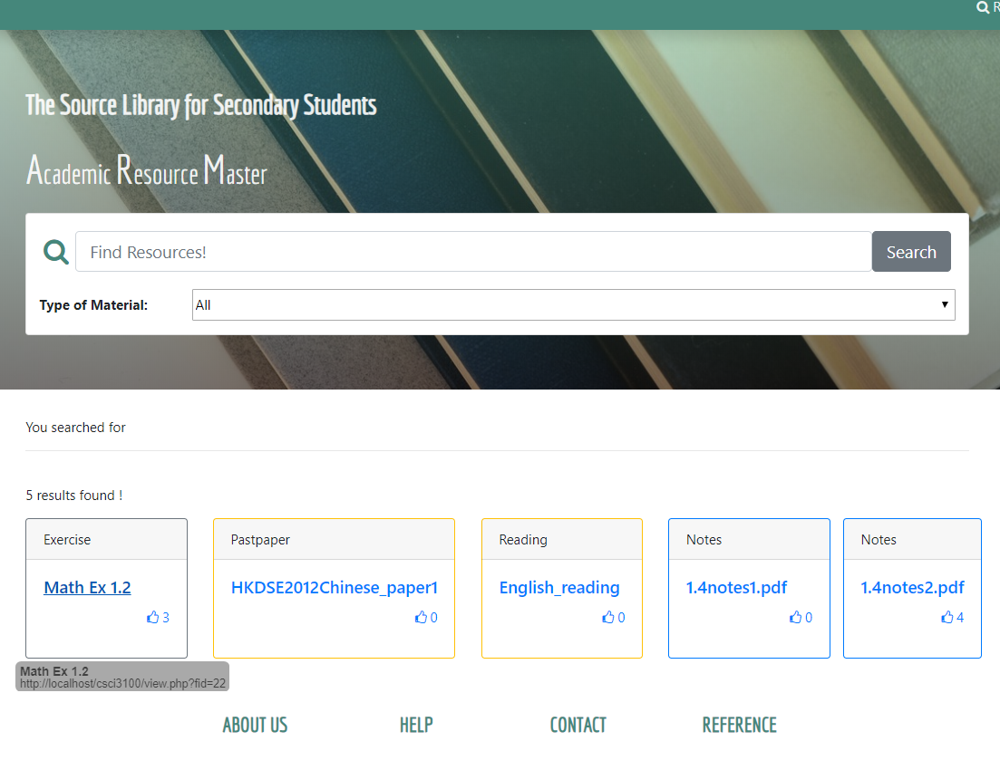 R
The Source Library for Secondary Students
Academic Resource Master
Find Resources!
Search
Type of Material:
All
You searched for
5 results found !
Exercise
Math Ex 1.2
3
Pastpaper
HKDSE2012Chinese_paper1
0
Reading
English_reading
0
Notes
1.4notes1.pdf
0
Notes
1.4notes2.pdf
4
Math Ex 1.2
http://localhost/csci3100/view.php?fid=22
ABOUT US
HELP
CONTACT
REFERENCE